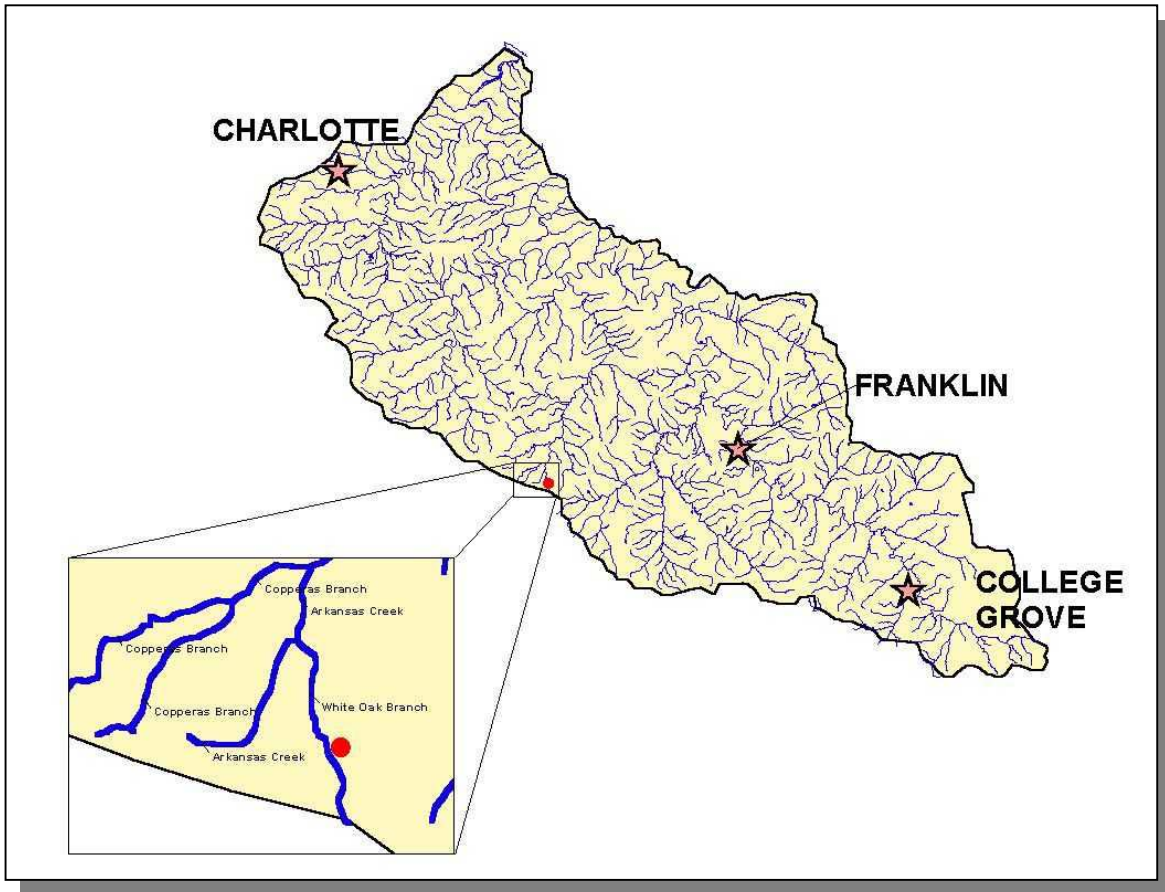 CHARLOTTE
FRANKLIN
COLLEGE
GROVE
Copperas Branch
Arkansas Creek
Copperas Branch
White Oak Branch
Copperas Branch
Arkansas Creek